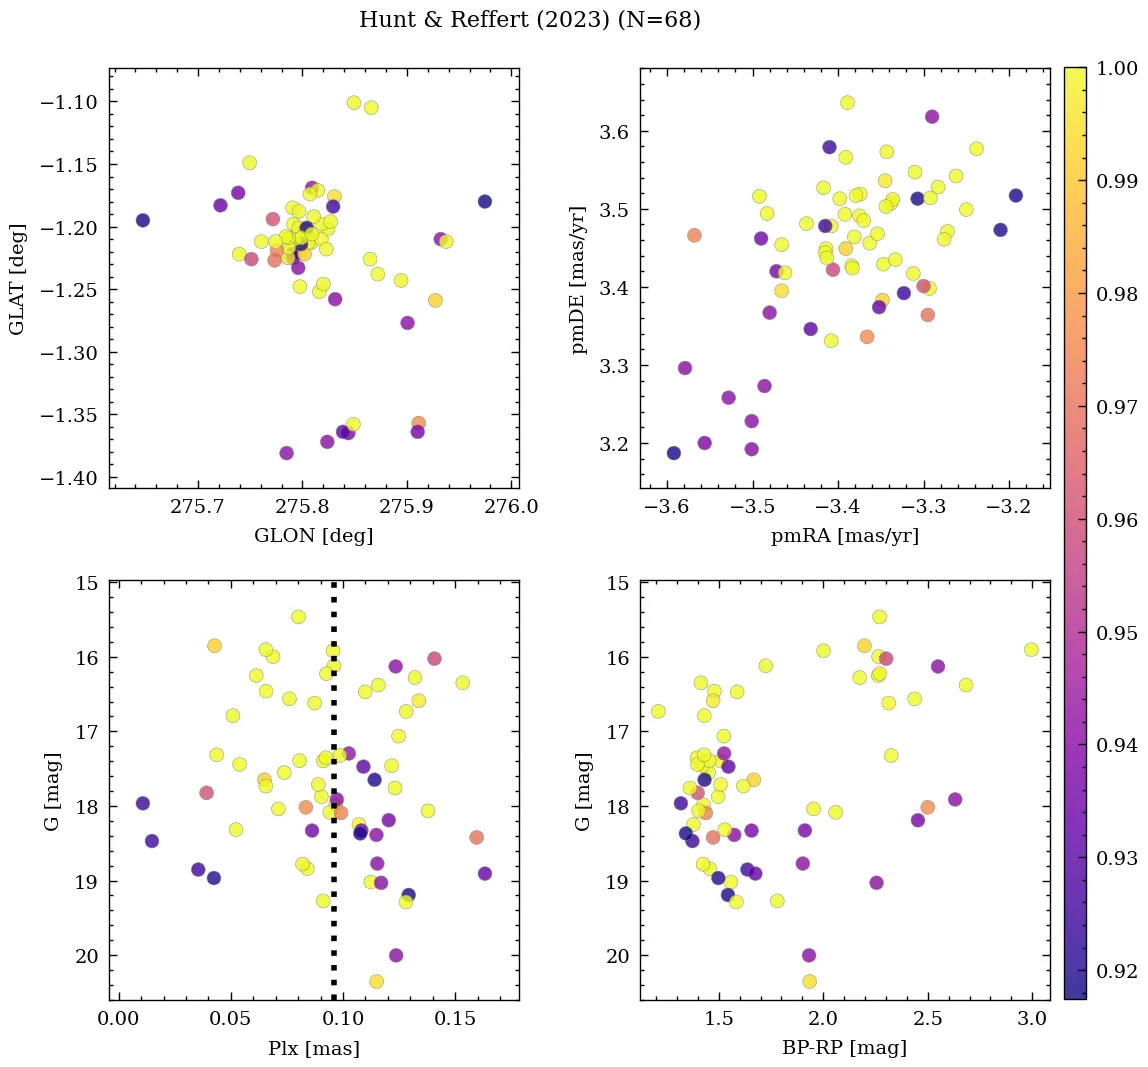 Hunt & Reffert (2023) (N=68)
−1.10
−1.15
−1.20
−1.25
−1.30
−1.35
−1.40
GLAT [deg]
275.7 275.8 275.9 276.0
GLON [deg]
3.6
3.5
3.4
3.3
3.2
pmDE [mas/yr]
−3.6 −3.5 −3.4 −3.3 −3.2
pmRA [mas/yr]
15
16
17
18
19
20
G [mag]
0.00 0.05 0.10 0.15
Plx [mas]
15
16
17
18
19
20
G [mag]
1.5 2.0 2.5 3.0
BP-RP [mag]
1.00
0.99
0.98
0.97
0.96
0.95
0.94
0.93
0.92